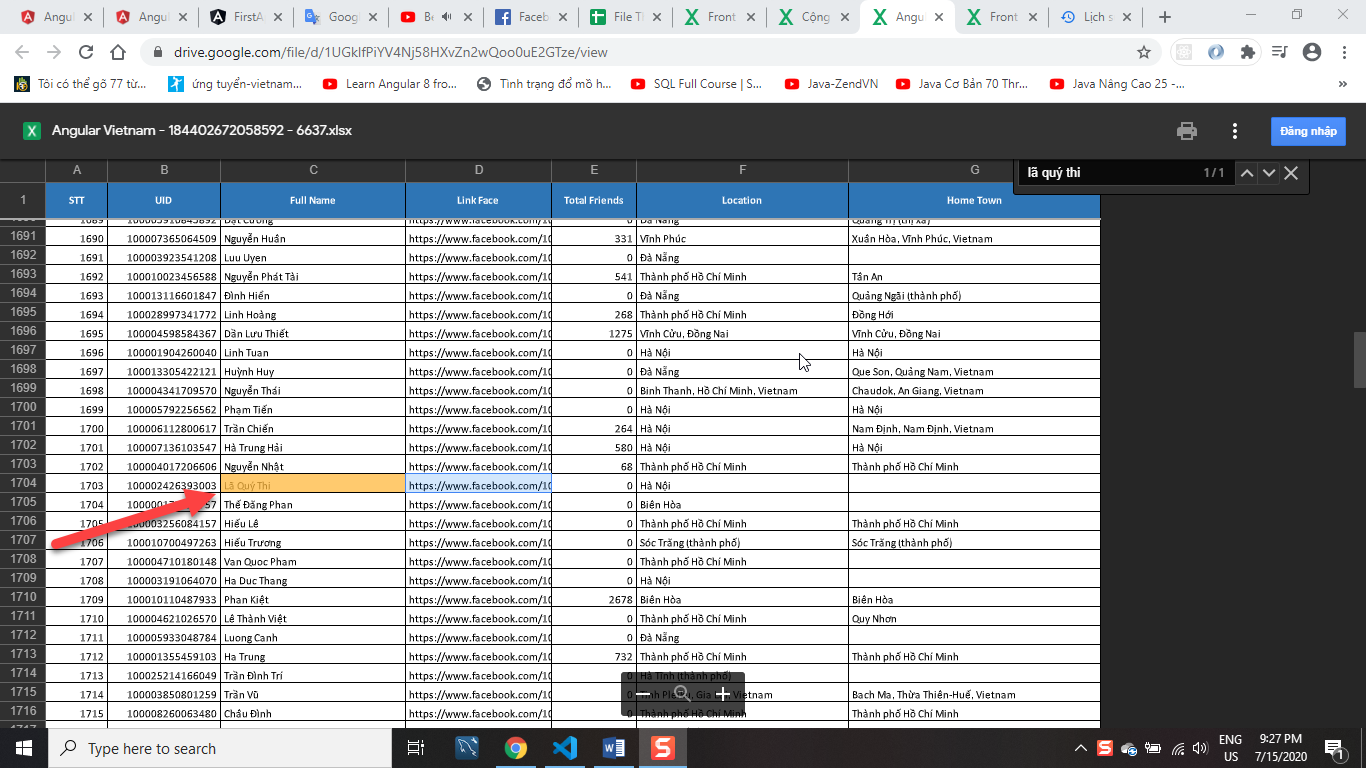 Angul
Angul
FirstA
Goog
Be
Faceb
File Th
Front
Cộng
Angu
Front
Lịch s
drive.google.com/file/d/1UGklfPiYV4Nj58HXvZn2wQoo0uE2GTze/view
Tôi có thể gõ 77 từ...
ứng tuyển-vietnam...
Learn Angular 8 fro...
Tình trạng đổ mồ h...
SQL Full Course | S...
Java-ZendVN
Java Cơ Bản 70 Thr...
Java Nâng Cao 25 -...
Angular Vietnam - 184402672058592 - 6637.xlsx
Đăng nhập
lã quý thi 1/1
A B C D E F G
1 STT UID Full Name Link Face Total Friends Location Home Town
1691 1690 100007365064509 Nguyễn Huân https://www.facebook.com/10 331 Vĩnh Phúc Xuân Hòa, Vĩnh Phúc, Vietnam
1692 1691 100003923541208 Luu Uyen https://www.facebook.com/10 0 Đà Nẵng
1693 1692 100010023456588 Nguyễn Phát Tài https://www.facebook.com/10 541 Thành phố Hồ Chí Minh Tân An
1694 1693 100013116601847 Đình Hiển https://www.facebook.com/10 0 Đà Nẵng Quảng Ngãi (thành phố)
1695 1694 100028997341772 Linh Hoàng https://www.facebook.com/10 268 Thành phố Hồ Chí Minh Đồng Hới
1696 1695 100004598584367 Dần Lưu Thiết https://www.facebook.com/10 1275 Vĩnh Cửu, Đồng Nai Vĩnh Cửu, Đồng Nai
1697 1696 100001904260040 Linh Tuan https://www.facebook.com/10 0 Hà Nội Hà Nội
1698 1697 100013305422121 Huỳnh Huy https://www.facebook.com/10 0 Đà Nẵng Que Son, Quảng Nam, Vietnam
1699 1698 100004341709570 Nguyễn Thái https://www.facebook.com/10 0 Binh Thanh, Hồ Chí Minh, Vietnam Chaudok, An Giang, Vietnam
1700 1699 100005792256562 Phạm Tiến https://www.facebook.com/10 0 Hà Nội Hà Nội
1701 1700 100006112800617 Trần Chiến https://www.facebook.com/10 264 Hà Nội Nam Định, Nam Định, Vietnam
1702 1701 100007136103547 Hà Trung Hải https://www.facebook.com/10 580 Hà Nội Hà Nội
1703 1702 100004017206606 Nguyễn Nhật https://www.facebook.com/10 68 Thành phố Hồ Chí Minh Thành phố Hồ Chí Minh
1704 1703 100002426393003 Lã Quý Thi https://www.facebook.com/10 0 Hà Nội
1705 1704 Thế Đăng Phan https://www.facebook.com/10 0 Biên Hòa
1706 1705 Hiếu Lê https://www.facebook.com/10 0 Thành phố Hồ Chí Minh Thành phố Hồ Chí Minh
1707 1706 100010700497263 Hiếu Trương https://www.facebook.com/10 0 Sóc Trăng (thành phố) Sóc Trăng (thành phố)
1708 1707 100004710180148 Van Quoc Pham https://www.facebook.com/10 0 Thành phố Hồ Chí Minh
1709 1708 100003191064070 Ha Duc Thang https://www.facebook.com/10 0 Hà Nội
1710 1709 100010110487933 Phan Kiệt https://www.facebook.com/10 2678 Biên Hòa Biên Hòa
1711 1710 100004621026570 Lê Thành Việt https://www.facebook.com/10 0 Thành phố Hồ Chí Minh Quy Nhơn
1712 1711 100005933048784 Luong Canh https://www.facebook.com/10 0 Đà Nẵng
1713 1712 100001355459103 Ha Trung https://www.facebook.com/10 732 Thành phố Hồ Chí Minh Thành phố Hồ Chí Minh
1714 1713 100025214166049 Trần Đình Trí https://www.facebook.com/10 0 Hà Tĩnh (thành phố)
1715 1714 100003850801259 Trần Vũ https://www.facebook.com/10 0 Vietnam Bach Ma, Thừa Thiên-Huế, Vietnam
1716 1715 100008260063480 Châu Đình https://www.facebook.com/10 0 Thành phố Hồ Chí Minh Thành phố Hồ Chí Minh
Type here to search
ENG 9:27 PM
US 7/15/2020
1